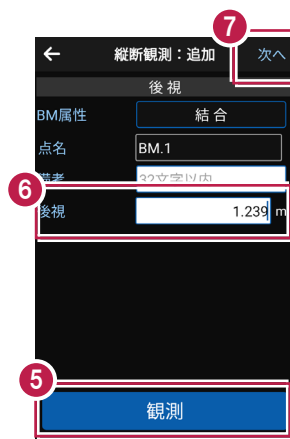 7
縦断観測：追加 次へ
後 視
BM属性 結 合
点名 BM.1
備考 32文字以内
6
後視 1.239 m
5
観測